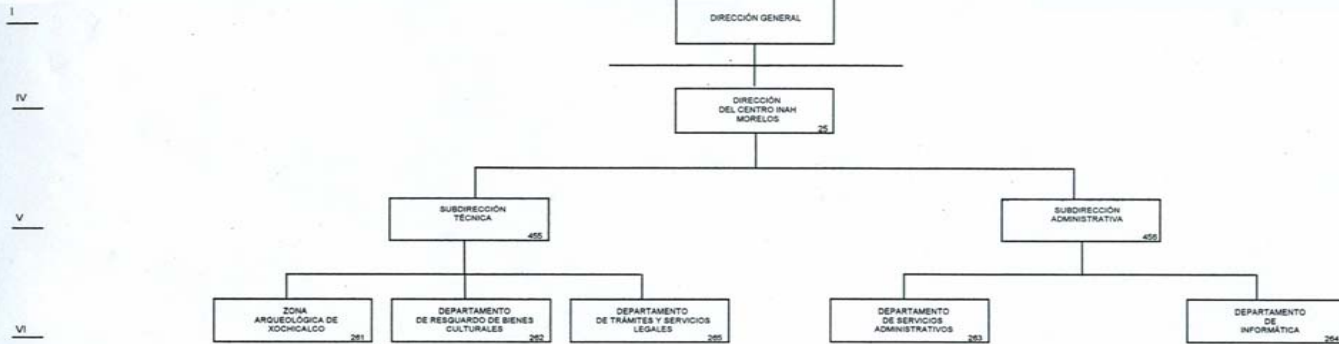 I
DIRECCIÓN GENERAL
IV
DIRECCIÓN
DEL CENTRO INAH
MORELOS
25
V
SUBDIRECCIÓN
TÉCNICA
455
SUBDIRECCIÓN
ADMINISTRATIVA
456
VI
ZONA
ARQUEOLÓGICA DE
XOCHICALCO
261
DEPARTAMENTO
DE RESGUARDO DE BIENES
CULTURALES
262
DEPARTAMENTO
DE TRÁMITES Y SERVICIOS
LEGALES
265
DEPARTAMENTO
DE SERVICIOS
ADMINISTRATIVOS
263
DEPARTAMENTO
DE
INFORMÁTICA
264